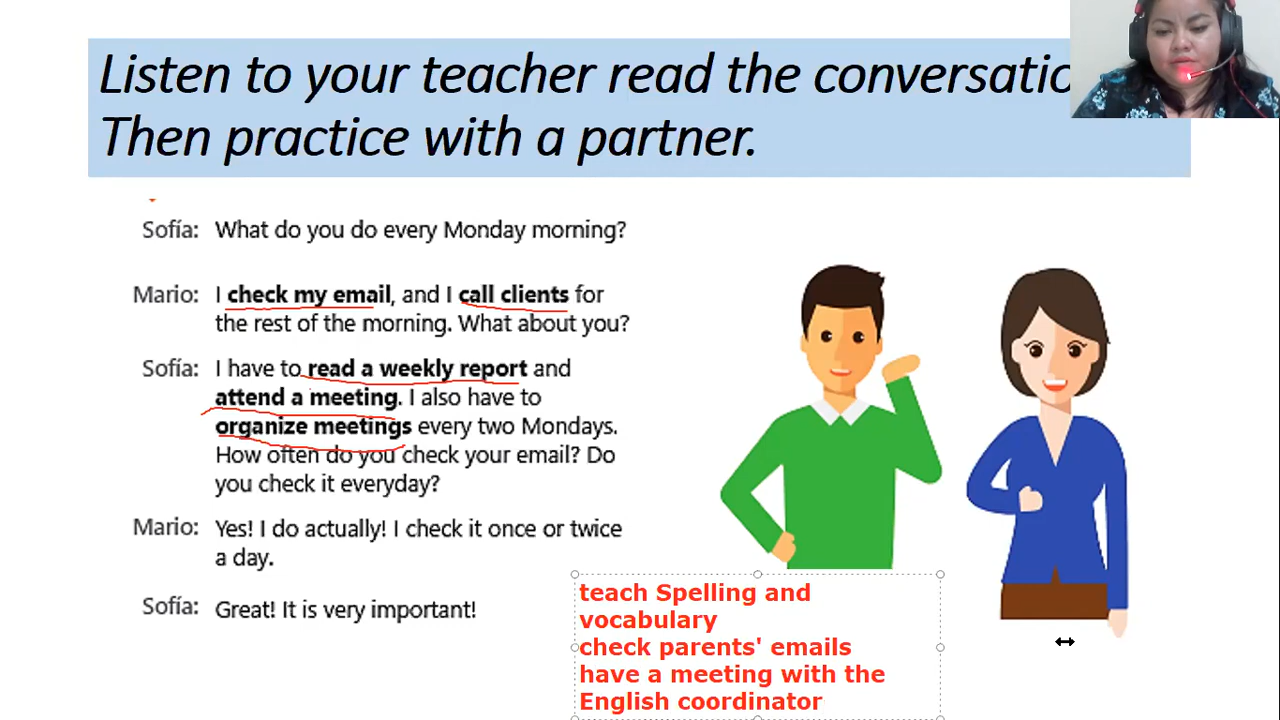 Listen to your teacher read the conversatio
Then practice with a partner.
Sofía: What do you do every Monday morning?
Mario: I check my email, and I call clients for
the rest of the morning. What about you?
Sofía: I have to read a weekly report and
attend a meeting. I also have to
organize meetings every two Mondays.
How often do you check your email? Do
you check it everyday?
Mario: Yes! I do actually! I check it once or twice
a day.
Sofía: Great! It is very important!
teach Spelling and
vocabulary
check parents' emails
have a meeting with the
English coordinator